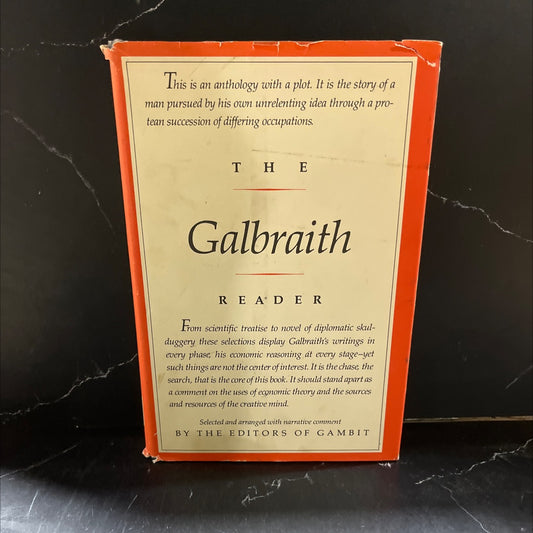 This is an anthology with a plot. It is the story of a
man pursued by his own unrelenting idea through a pro-
tean succession of differing occupations.
THE
Galbraith
READER
From scientific treatise to novel of diplomatic skul-
duggery these selections display Galbraith's writings in
every phase, his economic reasoning at every stage–yet
such things are not the center of interest. It is the chase, the
search, that is the core of this book. It should stand apart as
a comment on the uses of economic theory and the sources
and resources of the creative mind.
Selected and arranged with narrative comment
BY THE EDITORS OF GAMBIT